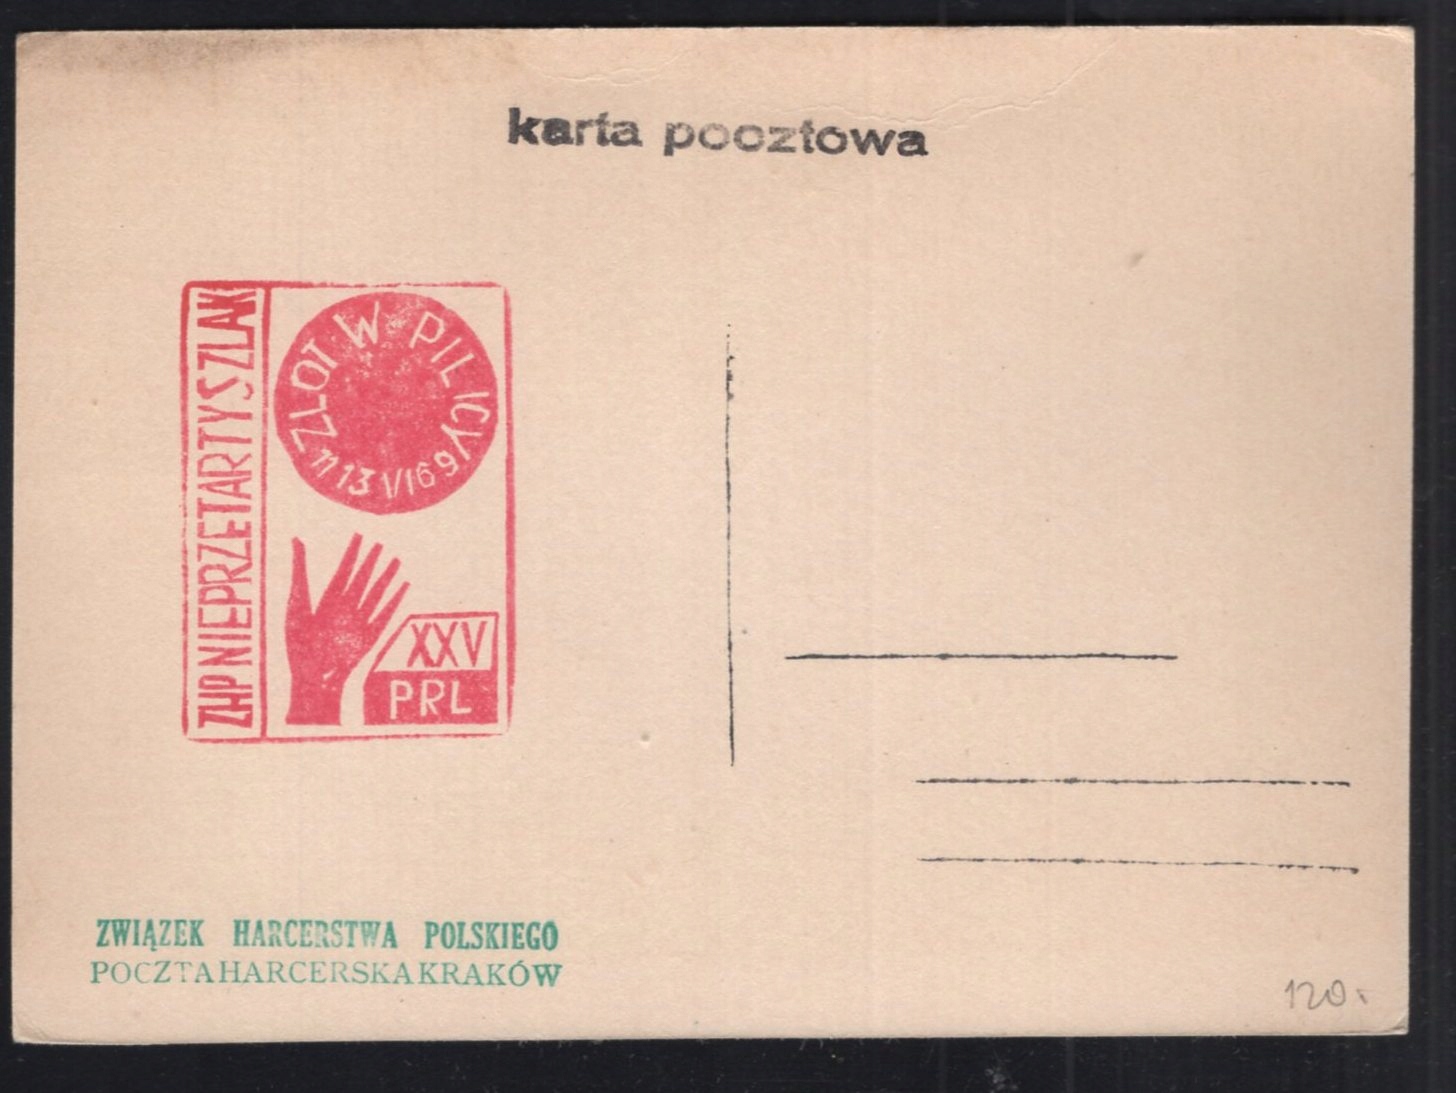 karta pocztowa
ZHP NIEPRZETARTY SZLAK
ZLOT W PILICY
11 13 VI 69
XXV
PRL
ZWIĄZEK HARCERSTWA POLSKIEGO
POCZTA HARCERSKA KRAKÓW
120.